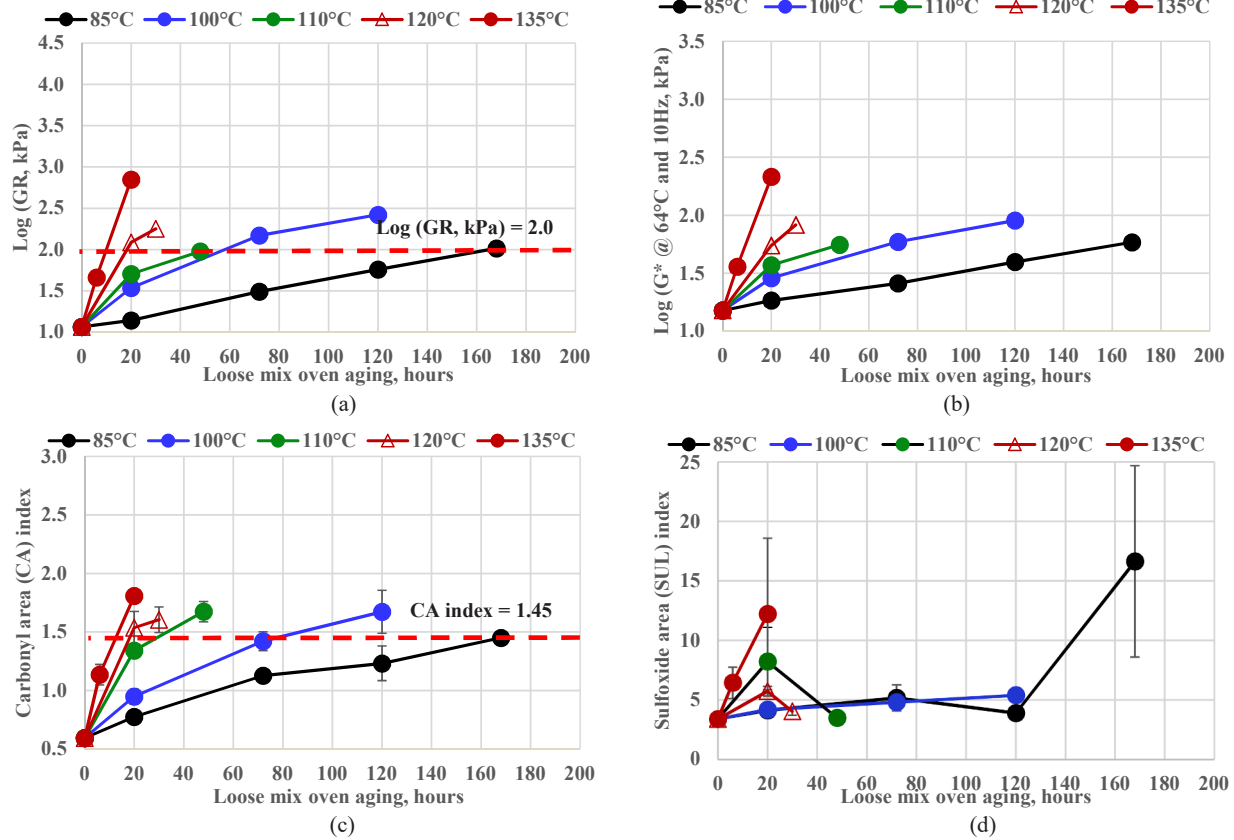 85°C 100°C 110°C 120°C 135°C
4.5
4.0
3.5
3.0
2.5
2.0
1.5
1.0
Log (GR, kPa)
Log (GR, kPa) = 2.0
0 20 40 60 80 100 120 140 160 180 200
Loose mix oven aging, hours
(a)
85°C 100°C 110°C 120°C 135°C
3.5
3.0
2.5
2.0
1.5
1.0
Log (G* @ 64°C and 10Hz, kPa)
0 20 40 60 80 100 120 140 160 180 200
Loose mix oven aging, hours
(b)
85°C 100°C 110°C 120°C 135°C
3.0
2.5
2.0
1.5
1.0
0.5
Carbonyl area (CA) index
CA index = 1.45
0 20 40 60 80 100 120 140 160 180 200
Loose mix oven aging, hours
(c)
85°C 100°C 110°C 120°C 135°C
25
20
15
10
5
0
Sulfoxide area (SUL) index
0 20 40 60 80 100 120 140 160 180 200
Loose mix oven aging, hours
(d)